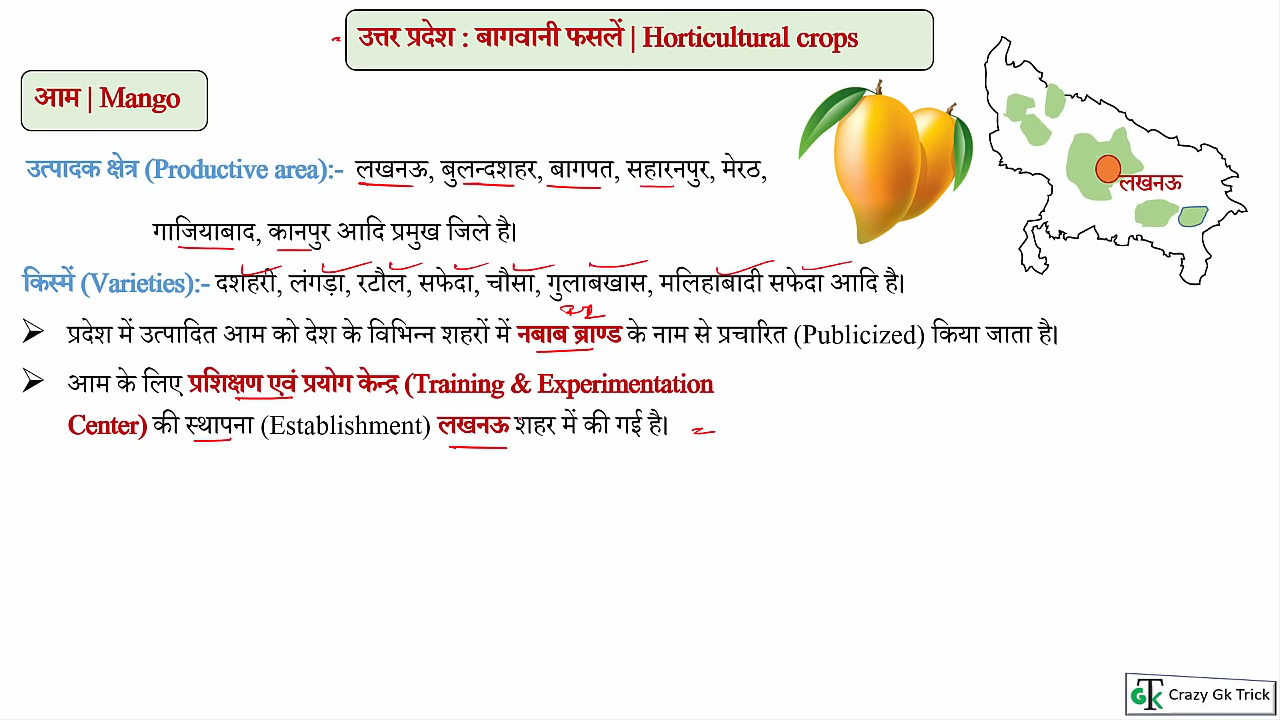 उत्तर प्रदेश : बागवानी फसलें | Horticultural crops
आम | Mango
उत्पादक क्षेत्र (Productive area):- लखनऊ, बुलन्दशहर, बागपत, सहारनपुर, मेरठ,
गाजियाबाद, कानपुर आदि प्रमुख जिले है।
किस्में (Varieties):- दशहरी, लंगड़ा, रटौल, सफेदा, चौसा, गुलाबखास, मलिहाबादी सफेदा आदि है।
➢ प्रदेश में उत्पादित आम को देश के विभिन्न शहरों में नबाब ब्राण्ड के नाम से प्रचारित (Publicized) किया जाता है।
➢ आम के लिए प्रशिक्षण एवं प्रयोग केन्द्र (Training & Experimentation
Center) की स्थापना (Establishment) लखनऊ शहर में की गई है।
लखनऊ
GTK Crazy Gk Trick